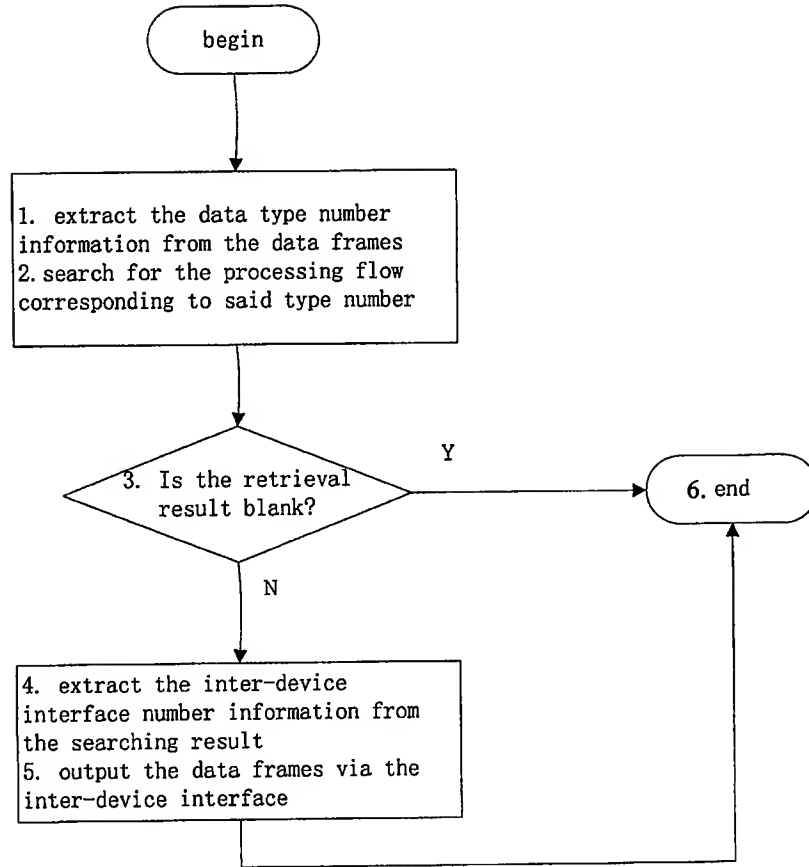 begin
1. extract the data type number
information from the data frames
2. search for the processing flow
corresponding to said type number
3. Is the retrieval
result blank?
Y
6. end
N
4. extract the inter-device
interface number information from
the searching result
5. output the data frames via the
inter-device interface